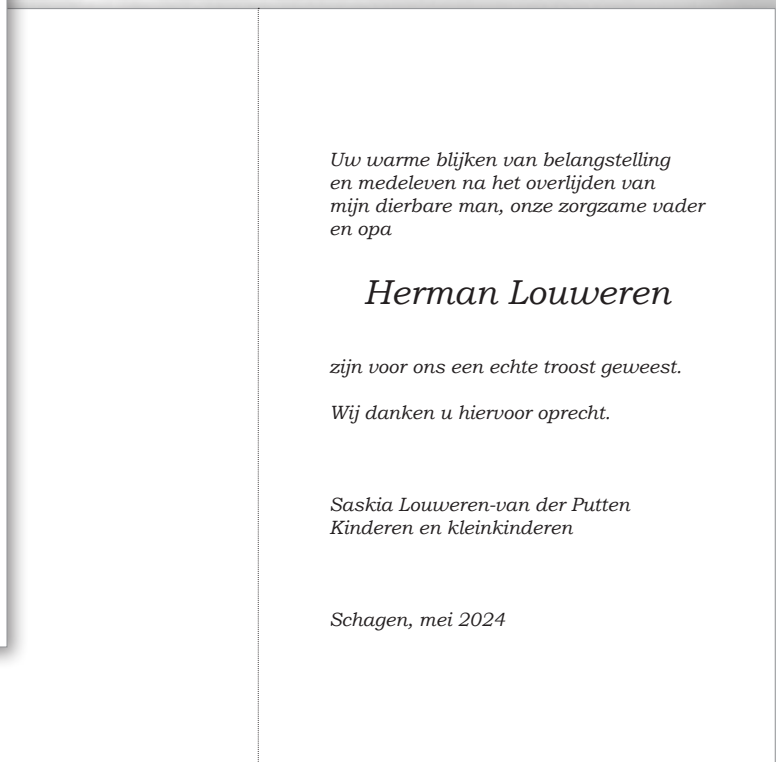 Uw warme blijken van belangstelling
en medeleven na het overlijden van
mijn dierbare man, onze zorgzame vader
en opa
Herman Louweren
zijn voor ons een echte troost geweest.
Wij danken u hiervoor oprecht.
Saskia Louweren-van der Putten
Kinderen en kleinkinderen
Schagen, mei 2024